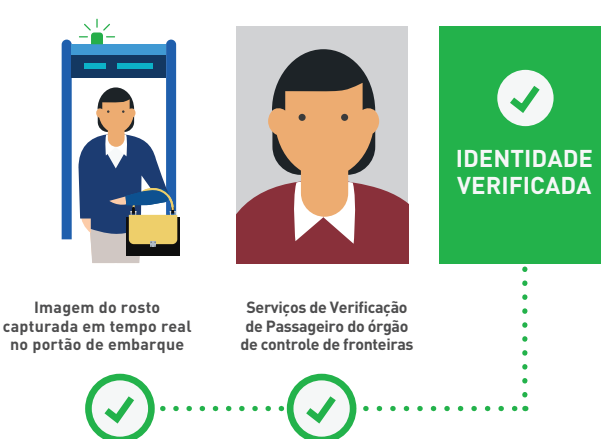 IDENTIDADE
VERIFICADA
Imagem do rosto
capturada em tempo real
no portão de embarque
Serviços de Verificação
de Passageiro do órgão
de controle de fronteiras